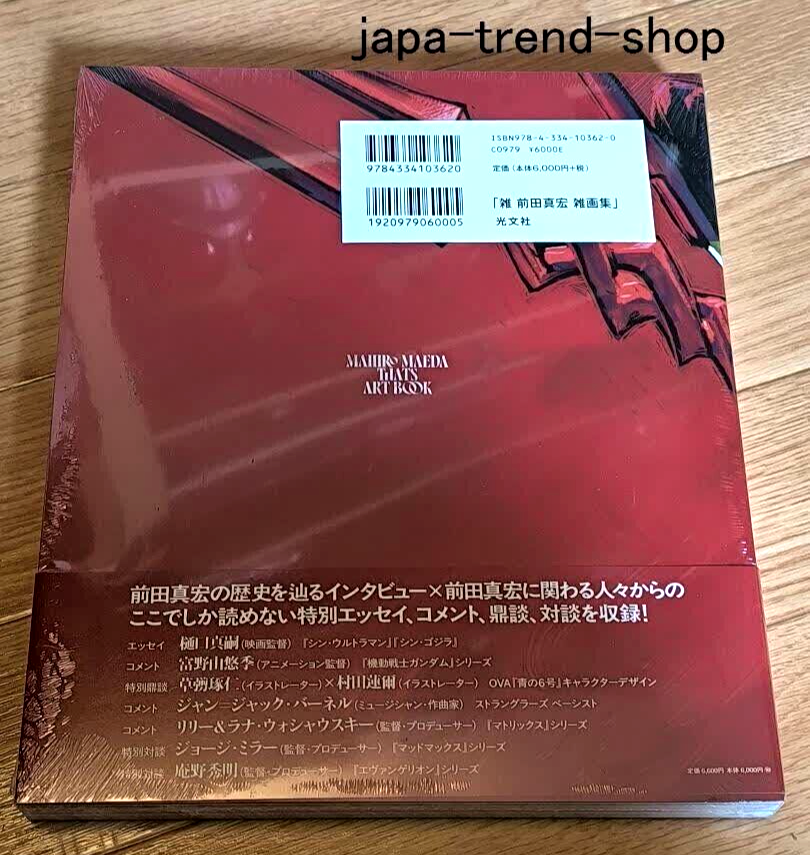 japa-trend-shop
ISBN978-4-334-10362-0
C0979 ¥6000E
9784334103620
定価(本体6,000円+税)
1920979060005
「雑 前田真宏 雑画集」
光文社
MAHIRO MAEDA
THATS
ART BOOK
前田真宏の歴史を辿るインタビュー×前田真宏に関わる人々からの
ここでしか読めない特別エッセイ、コメント、鼎談、対談を収録!
エッセイ 樋口真嗣(映画監督) 『シン・ウルトラマン』『シン・ゴジラ』
コメント 富野由悠季(アニメーション監督) 『機動戦士ガンダム』シリーズ
特別鼎談 草彅琢仁(イラストレーター)×村田蓮爾(イラストレーター) OVA『青の6号』キャラクターデザイン
コメント ジャン=ジャック・バーネル(ミュージシャン・作曲家) ストラングラーズ ベーシスト
コメント リリー&ラナ・ウォシャウスキー(監督・プロデューサー) 『マトリックス』シリーズ
特別対談 ジョージ・ミラー(監督・プロデューサー) 『マッドマックス』シリーズ
特別対談 庵野秀明(監督・プロデューサー) 『エヴァンゲリオン』シリーズ
定価 6,600円 本体 6,000円